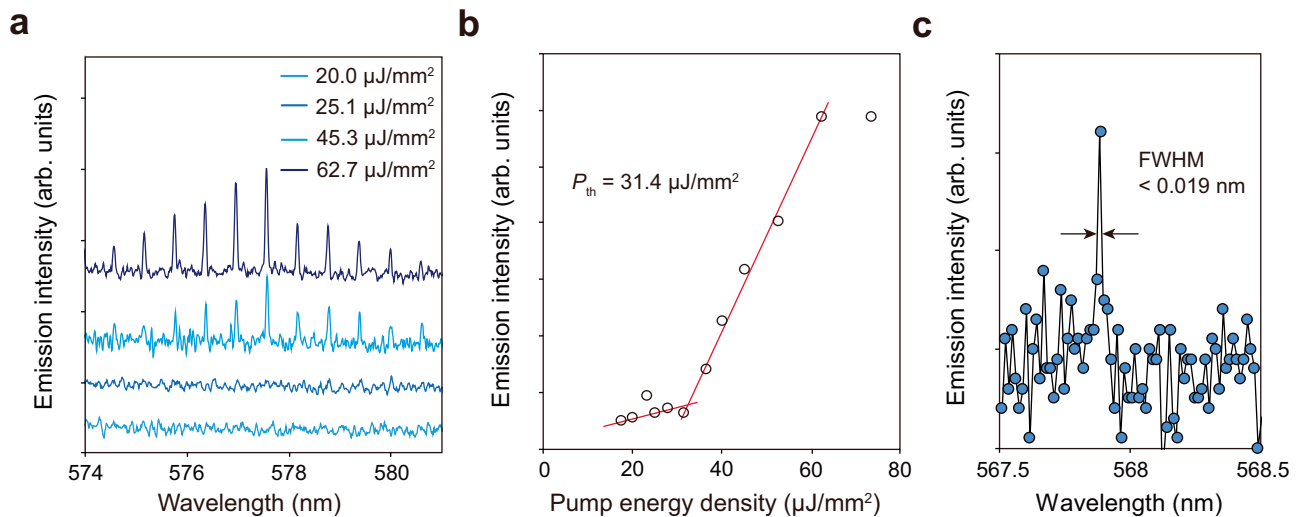 a
20.0 μJ/mm²
25.1 μJ/mm²
45.3 μJ/mm²
62.7 μJ/mm²
Emission intensity (arb. units)
574 576 578 580
Wavelength (nm)
b
Pth = 31.4 μJ/mm²
Emission intensity (arb. units)
0 20 40 60 80
Pump energy density (μJ/mm²)
c
FWHM
< 0.019 nm
Emission intensity (arb. units)
567.5 568 568.5
Wavelength (nm)